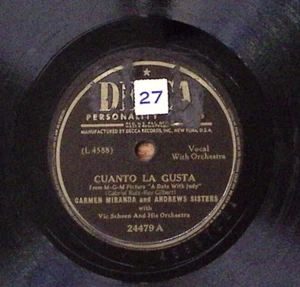 DECCA
27
PERSONALITY
MANUFACTURED BY DECCA RECORDS, INC., NEW YORK, U.S.A.
(L 4588)
Vocal
With Orchestra
CUANTO LA GUSTA
From M-G-M Picture "A Date With Judy"
(Gabriel Ruiz-Ray Gilbert)
CARMEN MIRANDA and ANDREWS SISTERS
with
Vic Schoen And His Orchestra
24479 A